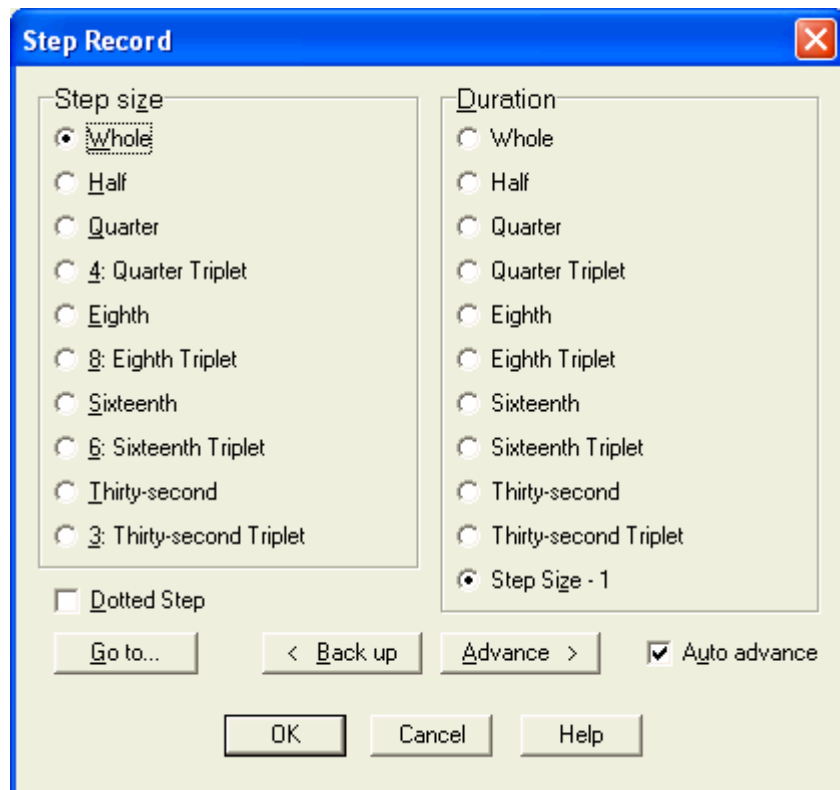 Step Record
Step size
Whole
Half
Quarter
4: Quarter Triplet
Eighth
8: Eighth Triplet
Sixteenth
6: Sixteenth Triplet
Thirty-second
3: Thirty-second Triplet
Dotted Step
Duration
Whole
Half
Quarter
Quarter Triplet
Eighth
Eighth Triplet
Sixteenth
Sixteenth Triplet
Thirty-second
Thirty-second Triplet
Step Size - 1
Go to... < Back up Advance > Auto advance
OK Cancel Help